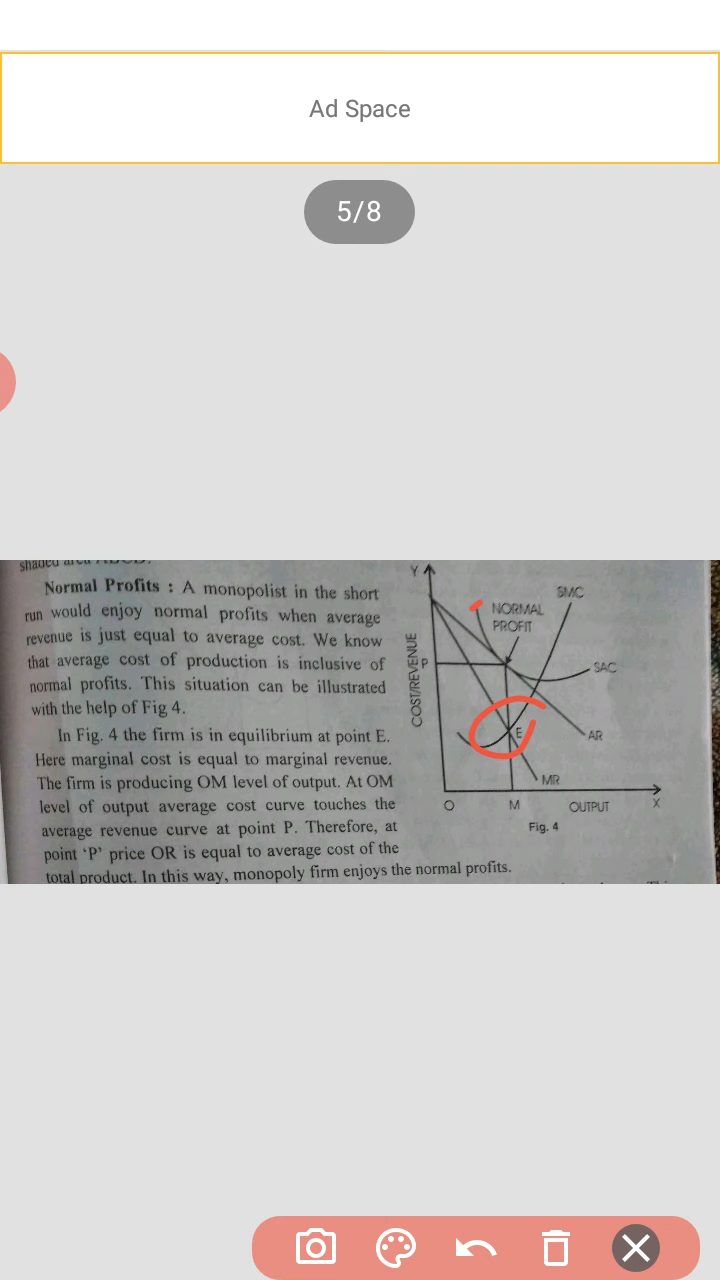 Ad Space
5/8
Normal Profits : A monopolist in the short
run would enjoy normal profits when average
revenue is just equal to average cost. We know
that average cost of production is inclusive of
normal profits. This situation can be illustrated
with the help of Fig 4.
In Fig. 4 the firm is in equilibrium at point E.
Here marginal cost is equal to marginal revenue.
The firm is producing OM level of output. At OM
level of output average cost curve touches the
average revenue curve at point P. Therefore, at
point ‘P’ price OR is equal to average cost of the
total product. In this way, monopoly firm enjoys the normal profits.
Y
SMC
NORMAL
PROFIT
COST/REVENUE
P
SAC
E
AR
MR
O
M
OUTPUT
X
Fig. 4